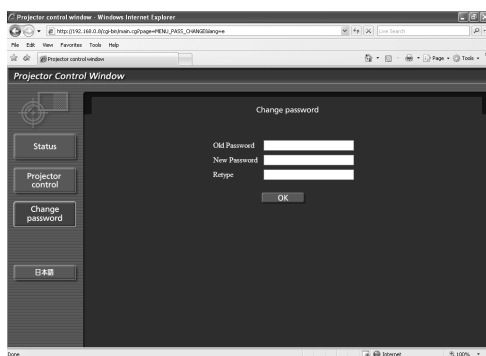 Projector control window - Windows Internet Explorer
http://192.168.0.8/cgi-bin/main.cgi?page=MENU_PASS_CHANGE&lang=e
Live Search
File Edit View Favorites Tools Help
Projector control window
Page
Tools
Projector Control Window
Change password
Status
Old Password
New Password
Retype
Projector control
OK
Change password
日本語
Done
Internet
100%